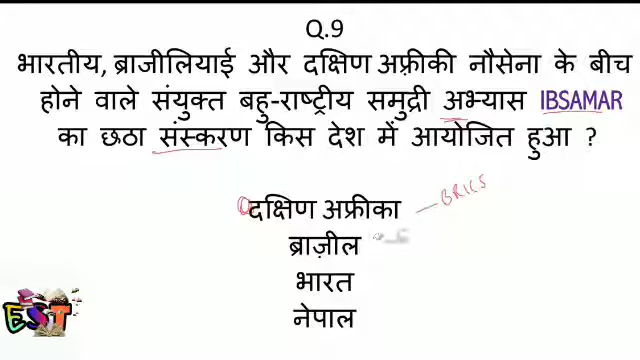 Q.9
भारतीय, ब्राजीलियाई और दक्षिण अफ़्रीकी नौसेना के बीच
होने वाले संयुक्त बहु-राष्ट्रीय समुद्री अभ्यास IBSAMAR
का छठा संस्करण किस देश में आयोजित हुआ ?
दक्षिण अफ्रीका — BRICS
ब्राज़ील
भारत
नेपाल
EST